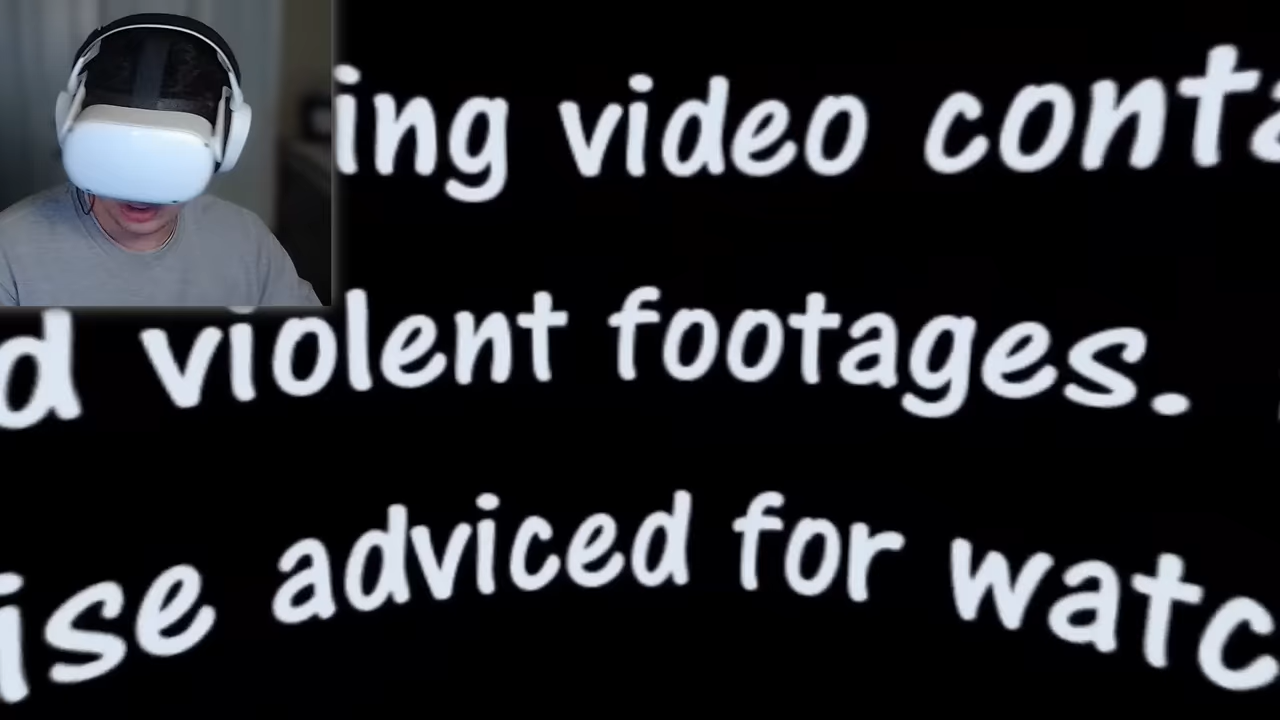 ing video conta
d violent footages.
ise adviced for watc